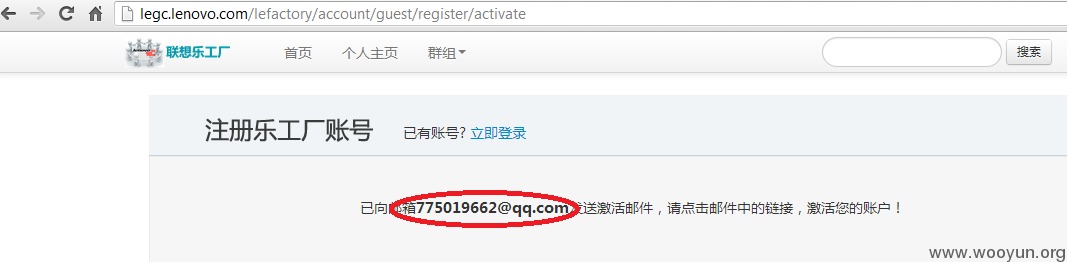 legc.lenovo.com/lefactory/account/guest/register/activate
联想乐工厂 首页 个人主页 群组 搜索
注册乐工厂账号 已有账号? 立即登录
已向邮箱775019662@qq.com发送激活邮件，请点击邮件中的链接，激活您的账户！
www.wooyun.org